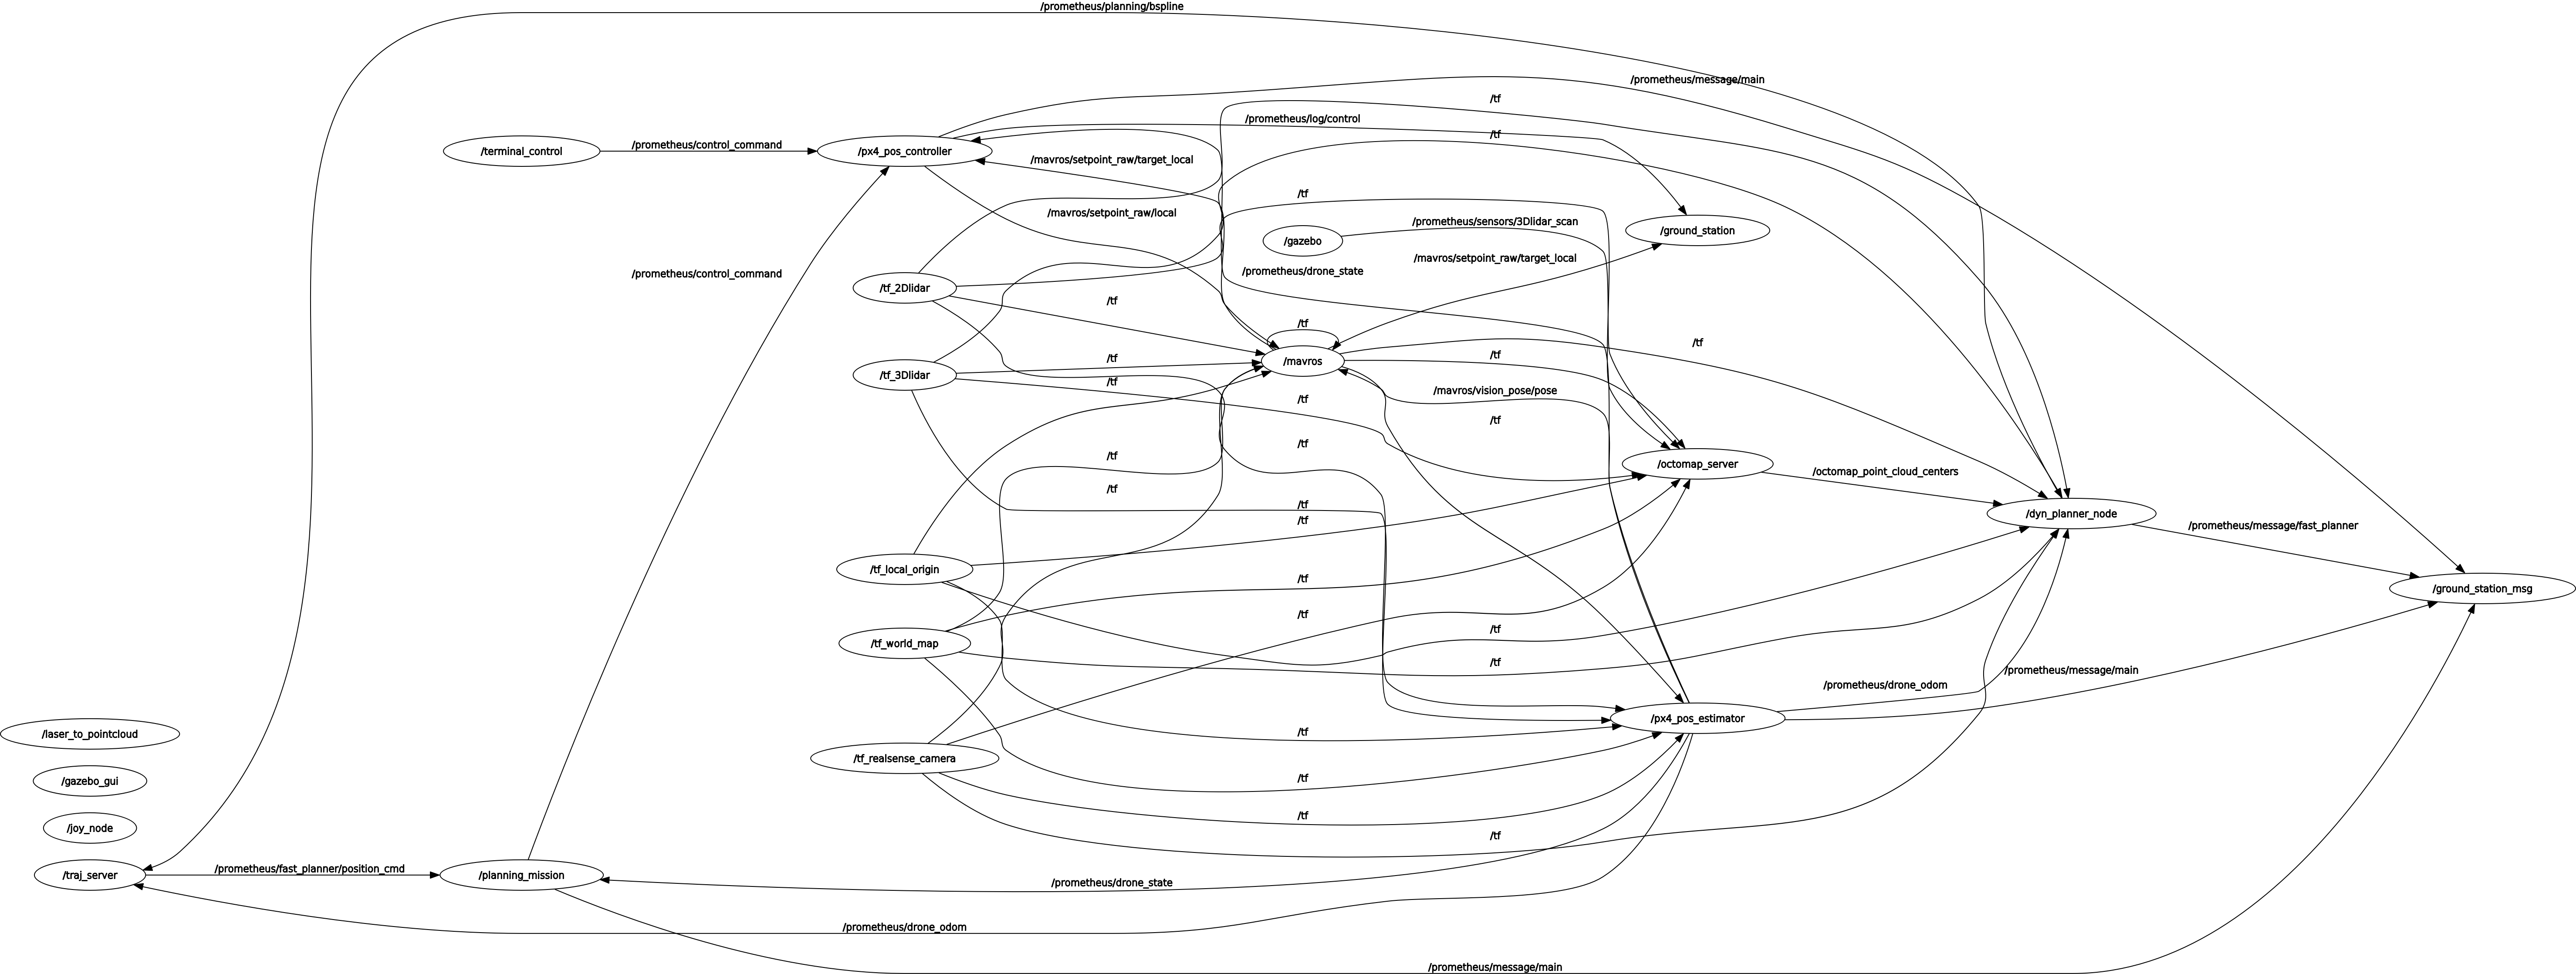 /prometheus/planning/bspline
/prometheus/message/main
/tf
/prometheus/log/control
/tf
/terminal_control
/prometheus/control_command
/px4_pos_controller
/mavros/setpoint_raw/target_local
/tf
/mavros/setpoint_raw/local
/prometheus/sensors/3Dlidar_scan
/ground_station
/gazebo
/mavros/setpoint_raw/target_local
/prometheus/control_command
/prometheus/drone_state
/tf_2Dlidar
/tf
/tf
/tf
/tf
/tf
/mavros
/tf_3Dlidar
/tf
/mavros/vision_pose/pose
/tf
/tf
/tf
/tf
/octomap_server
/octomap_point_cloud_centers
/tf
/tf
/dyn_planner_node
/tf
/prometheus/message/fast_planner
/tf_local_origin
/tf
/ground_station_msg
/tf
/tf
/tf_world_map
/tf
/prometheus/message/main
/prometheus/drone_odom
/px4_pos_estimator
/tf
/laser_to_pointcloud
/tf_realsense_camera
/tf
/gazebo_gui
/tf
/joy_node
/tf
/prometheus/fast_planner/position_cmd
/traj_server
/planning_mission
/prometheus/drone_state
/prometheus/drone_odom
/prometheus/message/main